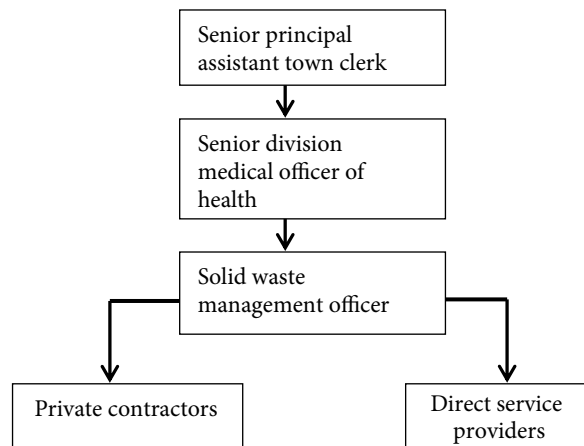 Senior principal
assistant town clerk
Senior division
medical officer of
health
Solid waste
management officer
Private contractors
Direct service
providers